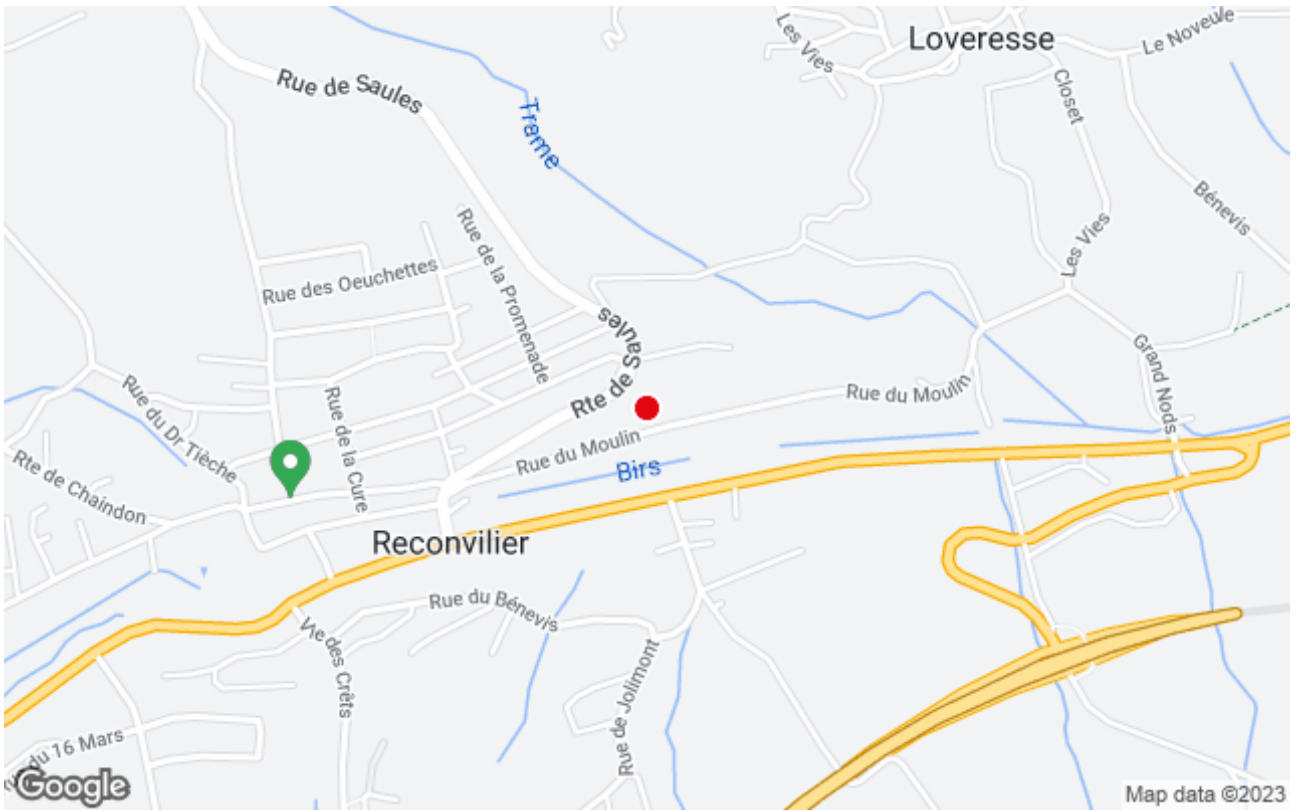 Loveresse
Les Vies
Le Noveule
Rue de Saules
Closet
Trame
Bénevis
Rue de la Promenade
Les Vies
Rue des Oeuchettes
Rte de Saules
Grand Nods
Rue du Moulin
Rue de la Cure
Rue du Dr Tièche
Rue du Moulin
Birs
Rte de Chaindon
Reconvilier
Rue du Bénevis
Vie des Crêts
Rue de Jolimont
du 16 Mars
Google
Map data ©2023